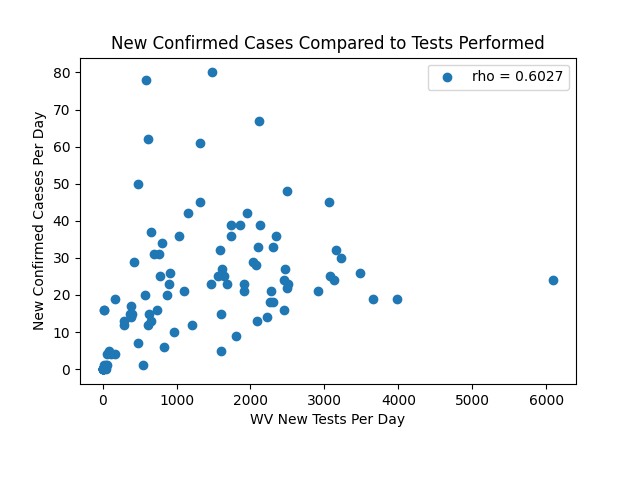 New Confirmed Cases Compared to Tests Performed
rho = 0.6027
New Confirmed Caeses Per Day
80
70
60
50
40
30
20
10
0
0 1000 2000 3000 4000 5000 6000
WV New Tests Per Day